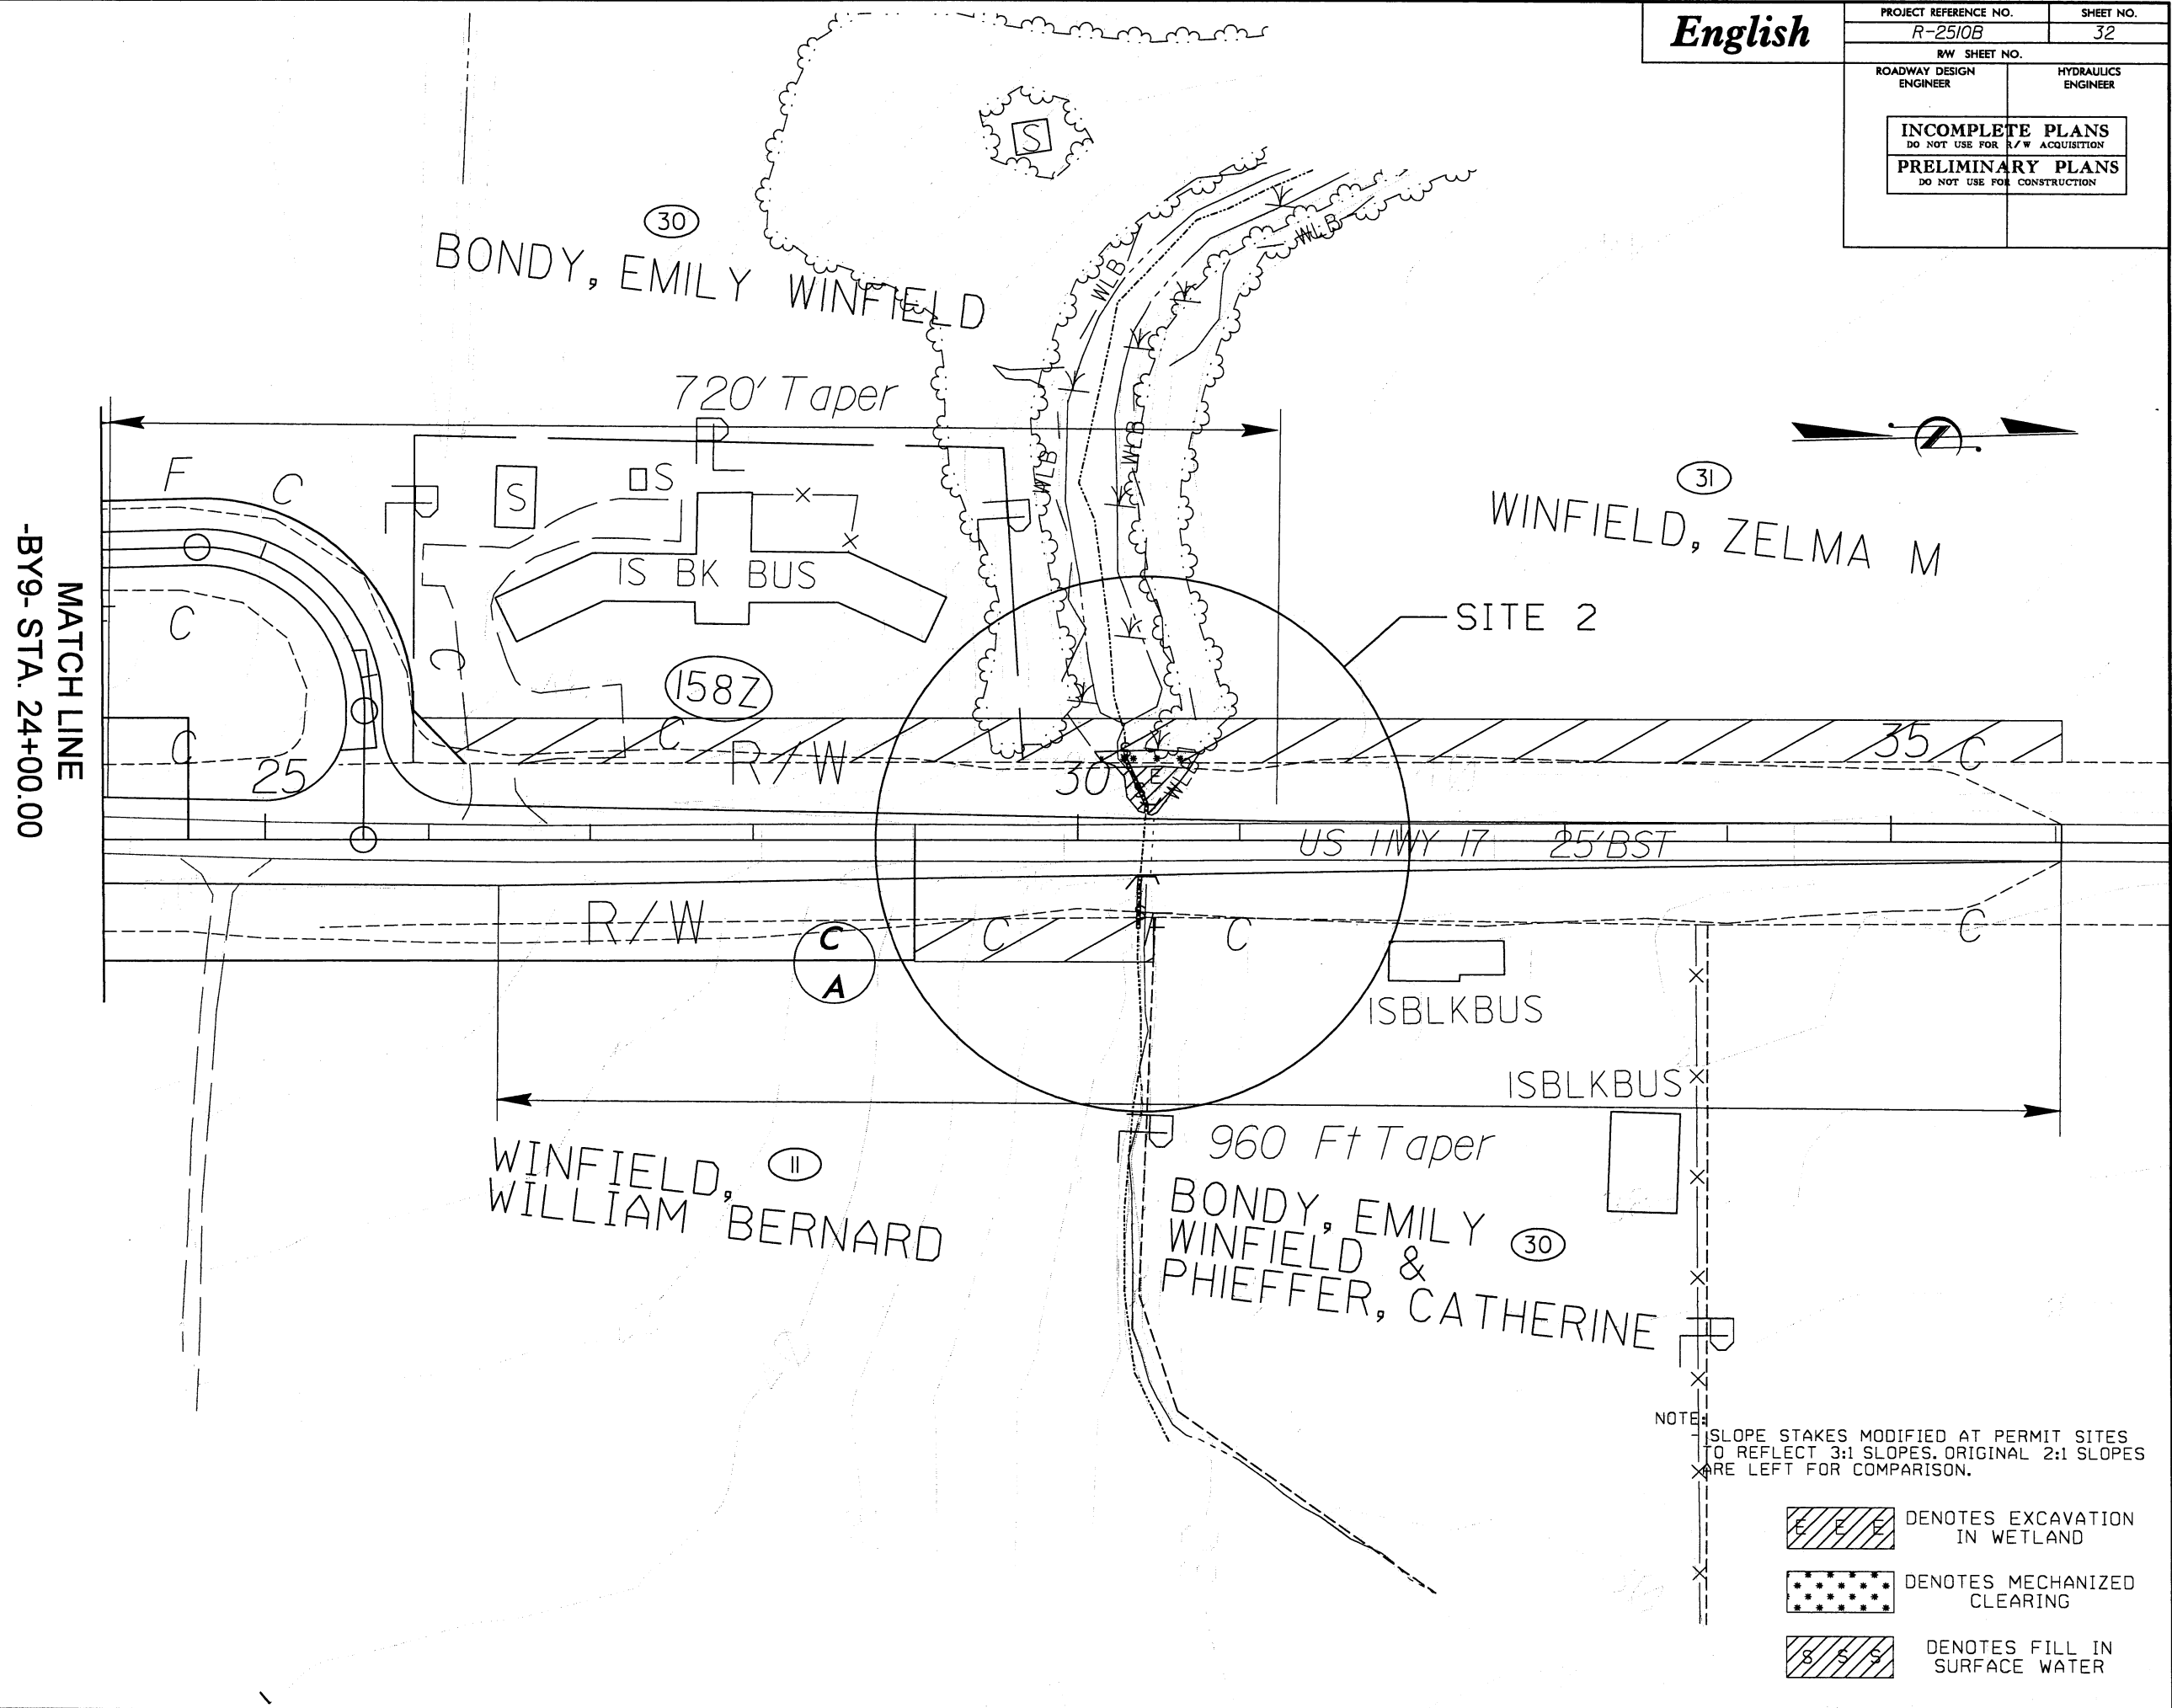 English
PROJECT REFERENCE NO.
SHEET NO.
R-2510B
32
R/W SHEET NO.
ROADWAY DESIGN
ENGINEER
HYDRAULICS
ENGINEER
INCOMPLETE PLANS
DO NOT USE FOR R/W ACQUISITION
PRELIMINARY PLANS
DO NOT USE FOR CONSTRUCTION
S
30
BONDY, EMILY WINFIELD
WLB
WLB
720' Taper
WLB
WLB
F
C
S
S
31
WINFIELD, ZELMA M
IS BK BUS
C
C
SITE 2
158Z
MATCH LINE
-BY9- STA. 24+00.00
C
25
C
R/W
30
E
WLB
35
C
US HWY 17 25'BST
R/W
C
A
C
C
C
ISBLKBUS
ISBLKBUS
960 Ft Taper
WINFIELD,
11
WILLIAM BERNARD
BONDY, EMILY
WINFIELD &
30
PHIEFFER, CATHERINE
NOTE:
SLOPE STAKES MODIFIED AT PERMIT SITES
TO REFLECT 3:1 SLOPES. ORIGINAL 2:1 SLOPES
ARE LEFT FOR COMPARISON.
E E E
DENOTES EXCAVATION
IN WETLAND
DENOTES MECHANIZED
CLEARING
S S S
DENOTES FILL IN
SURFACE WATER